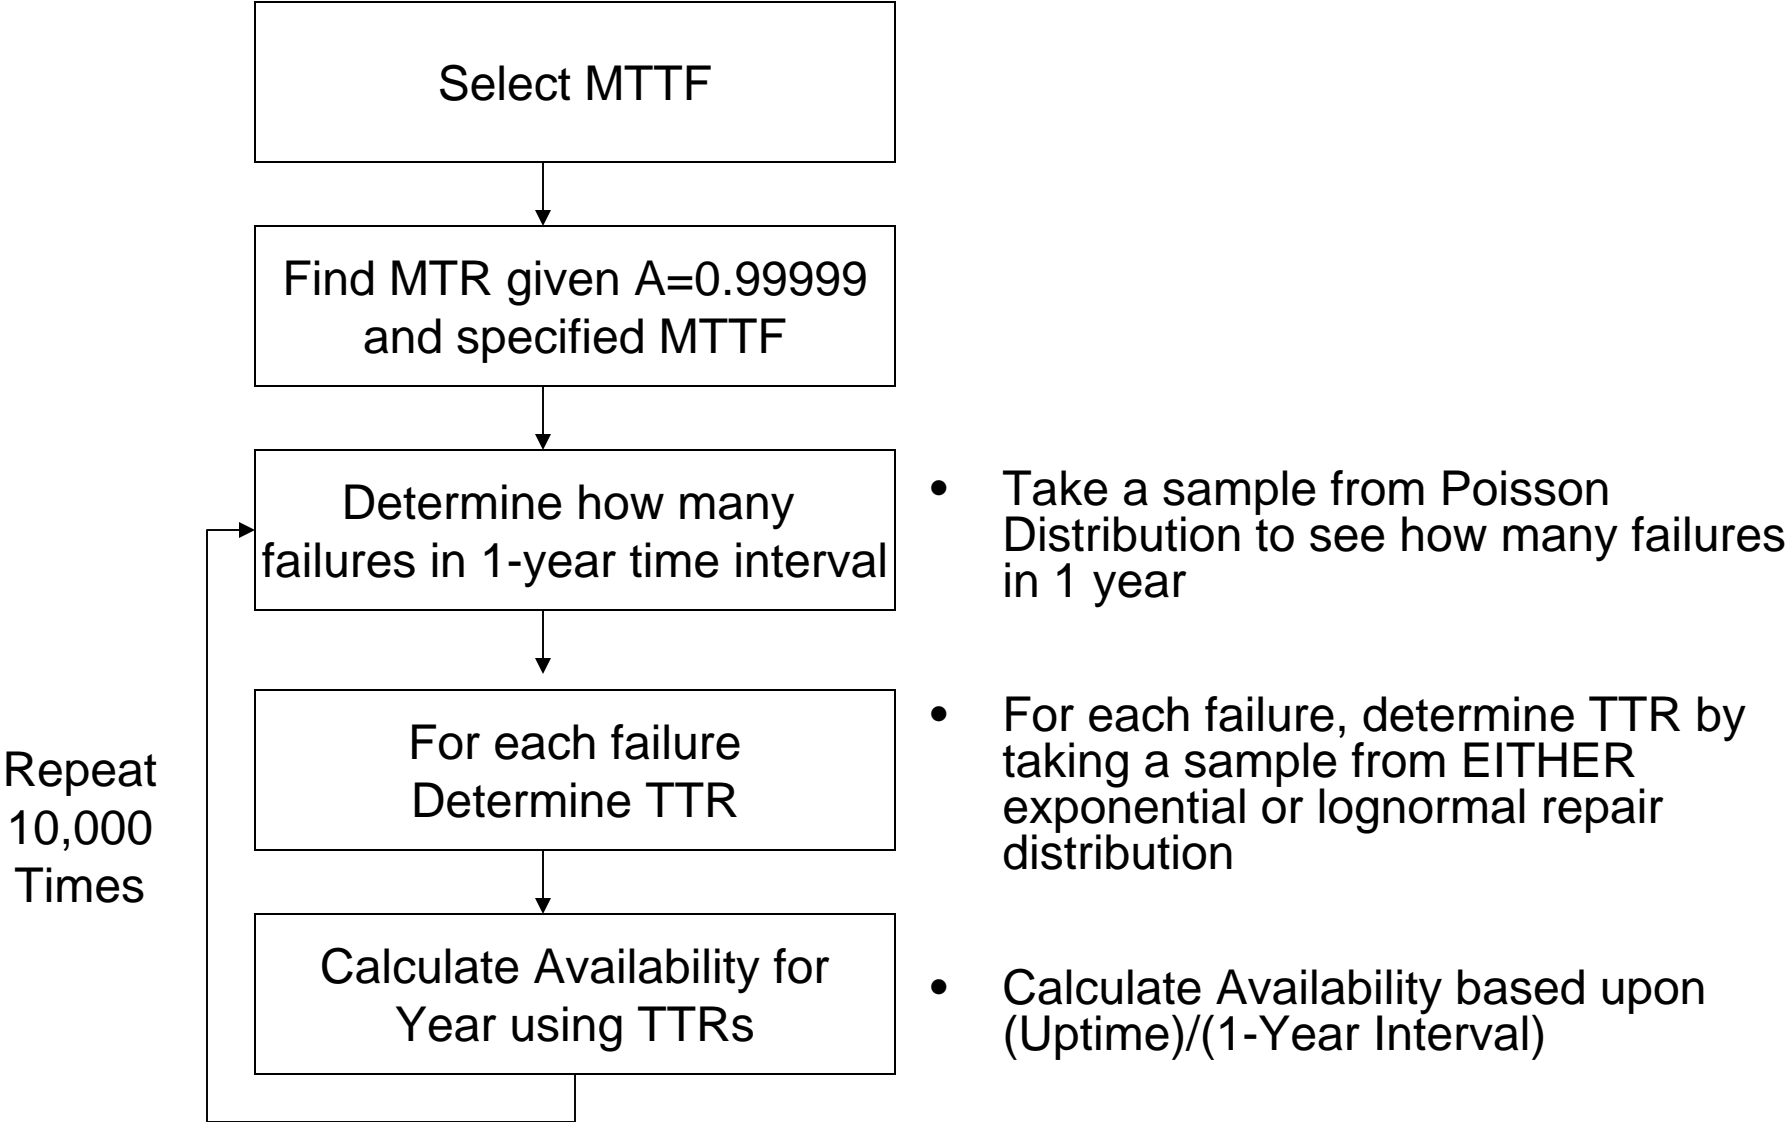 Select MTTF
Find MTR given A=0.99999
and specified MTTF
Determine how many
failures in 1-year time interval
• Take a sample from Poisson
Distribution to see how many failures
in 1 year
For each failure
Determine TTR
• For each failure, determine TTR by
taking a sample from EITHER
exponential or lognormal repair
distribution
Repeat
10,000
Times
Calculate Availability for
Year using TTRs
• Calculate Availability based upon
(Uptime)/(1-Year Interval)